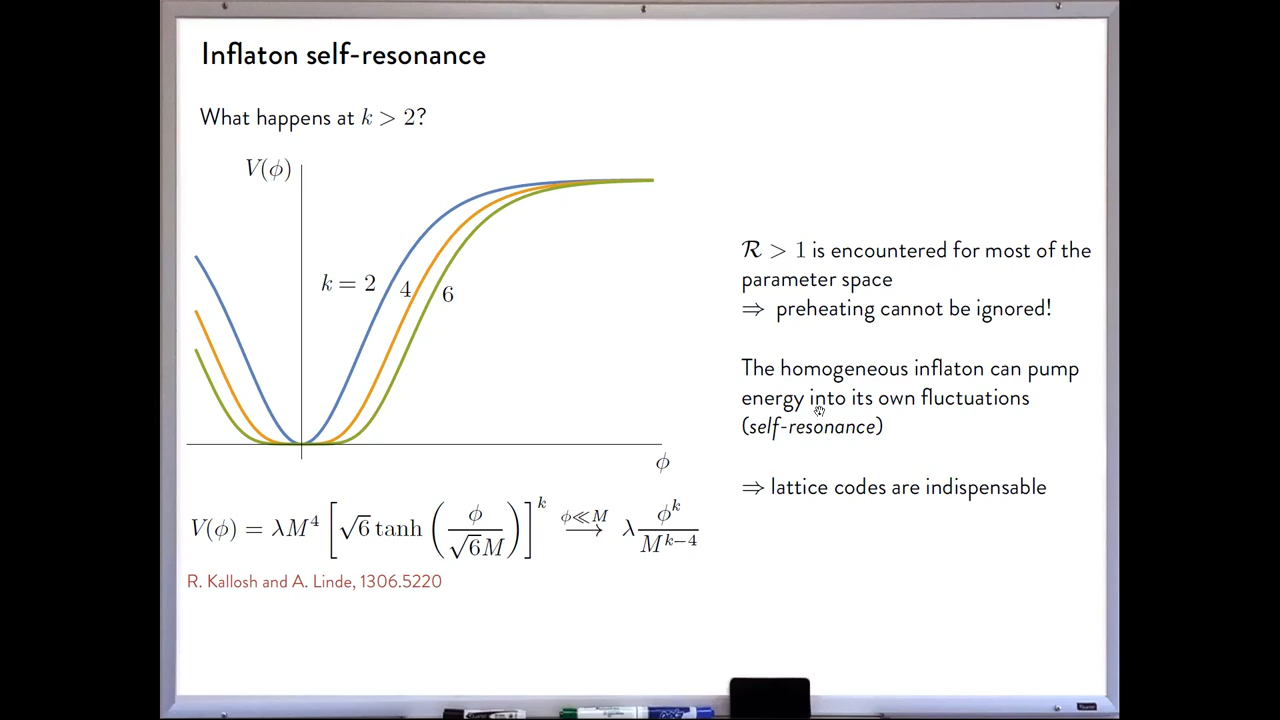 Inflaton self-resonance
What happens at k > 2?
V(ϕ)
k = 2
4
6
ϕ
V(ϕ) = λM⁴ [√6 tanh (ϕ/√6M)]ᵏ ⟶ (ϕ≪M) λ ϕᵏ/Mᵏ⁻⁴
R. Kallosh and A. Linde, 1306.5220
ℛ > 1 is encountered for most of the
parameter space
⇒ preheating cannot be ignored!
The homogeneous inflaton can pump
energy into its own fluctuations
(self-resonance)
⇒ lattice codes are indispensable